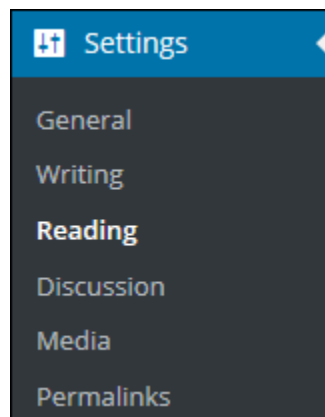 Settings
General
Writing
Reading
Discussion
Media
Permalinks